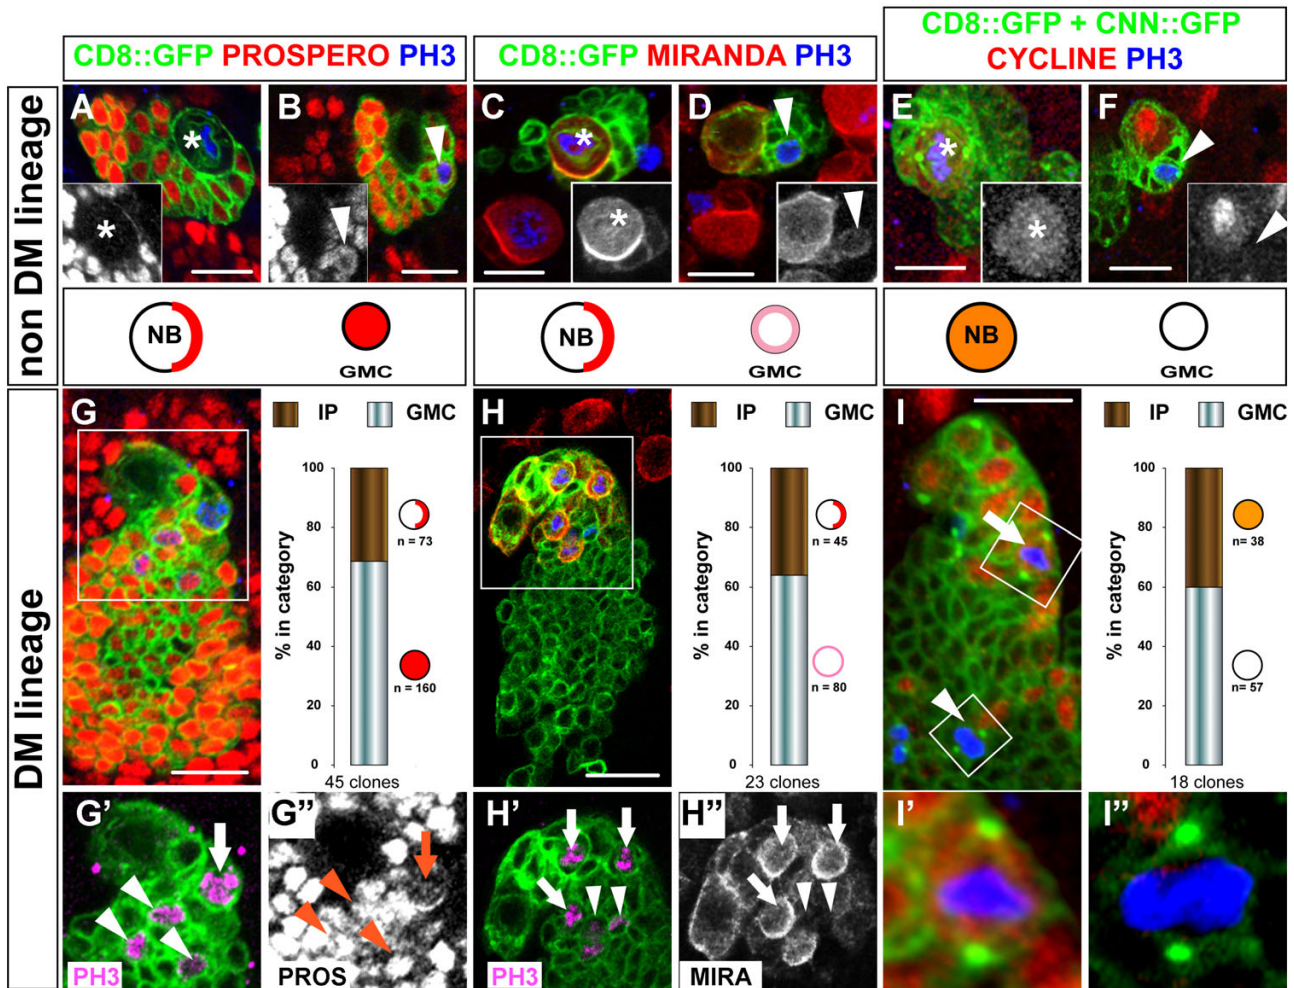 CD8::GFP PROSPERO PH3
CD8::GFP MIRANDA PH3
CD8::GFP + CNN::GFP
CYCLINE PH3
non DM lineage
A
*
*
B
C
*
*
D
E
*
*
F
NB
GMC
NB
GMC
NB
GMC
DM lineage
G
IP
GMC
% in category
100
80
60
40
20
0
n = 73
n = 160
45 clones
H
IP
GMC
% in category
100
80
60
40
20
0
n = 45
n = 80
23 clones
I
IP
GMC
% in category
100
80
60
40
20
0
n= 38
n= 57
18 clones
G'
PH3
G''
PROS
H'
PH3
H''
MIRA
I'
I''